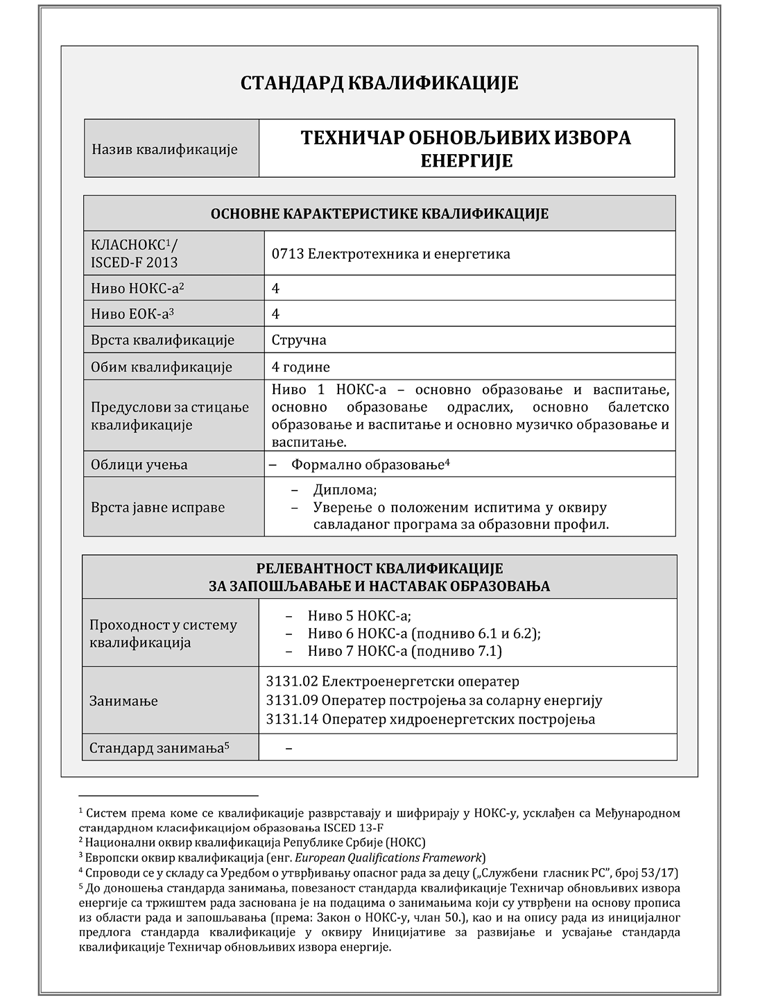 СТАНДАРД КВАЛИФИКАЦИЈЕ
Назив квалификације
ТЕХНИЧАР ОБНОВЉИВИХ ИЗВОРА
ЕНЕРГИЈЕ
ОСНОВНЕ КАРАКТЕРИСТИКЕ КВАЛИФИКАЦИЈЕ
КЛАСНОКС¹/
ISCED-F 2013
0713 Електротехника и енергетика
Ниво НОКС-а²
4
Ниво ЕОК-а³
4
Врста квалификације
Стручна
Обим квалификације
4 године
Предуслови за стицање
квалификације
Ниво 1 НОКС-а – основно образовање и васпитање,
основно образовање одраслих, основно балетско
образовање и васпитање и основно музичко образовање и
васпитање.
Облици учења
– Формално образовање⁴
Врста јавне исправе
– Диплома;
– Уверење о положеним испитима у оквиру
савладаног програма за образовни профил.
РЕЛЕВАНТНОСТ КВАЛИФИКАЦИЈЕ
ЗА ЗАПОШЉАВАЊЕ И НАСТАВАК ОБРАЗОВАЊА
Проходност у систему
квалификација
– Ниво 5 НОКС-а;
– Ниво 6 НОКС-а (подниво 6.1 и 6.2);
– Ниво 7 НОКС-а (подниво 7.1)
Занимање
3131.02 Електроенергетски оператер
3131.09 Оператер постројења за соларну енергију
3131.14 Оператер хидроенергетских постројења
Стандард занимања⁵
–
¹ Систем према коме се квалификације разврставају и шифрирају у НОКС-у, усклађен са Међународном
стандардном класификацијом образовања ISCED 13-F
² Национални оквир квалификација Републике Србије (НОКС)
³ Европски оквир квалификација (енг. European Qualifications Framework)
⁴ Спроводи се у складу са Уредбом о утврђивању опасног рада за децу („Службени гласник РС”, број 53/17)
⁵ До доношења стандарда занимања, повезаност стандарда квалификације Техничар обновљивих извора
енергије са тржиштем рада заснована је на подацима о занимањима који су утврђени на основу прописа
из области рада и запошљавања (према: Закон о НОКС-у, члан 50.), као и на опису рада из иницијалног
предлога стандарда квалификације у оквиру Иницијативе за развијање и усвајање стандарда
квалификације Техничар обновљивих извора енергије.